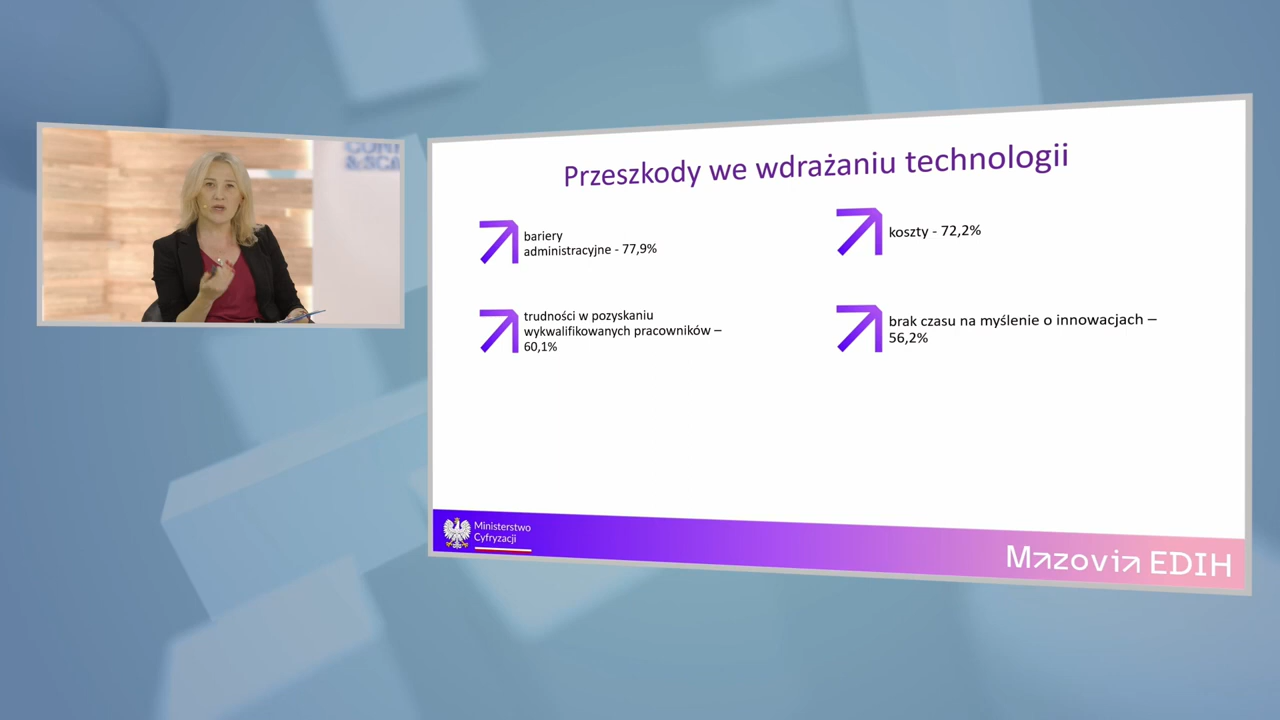 Przeszkody we wdrażaniu technologii
bariery
administracyjne - 77,9%
koszty - 72,2%
trudności w pozyskaniu
wykwalifikowanych pracowników –
60,1%
brak czasu na myślenie o innowacjach –
56,2%
Ministerstwo
Cyfryzacji
Mazovia EDIH